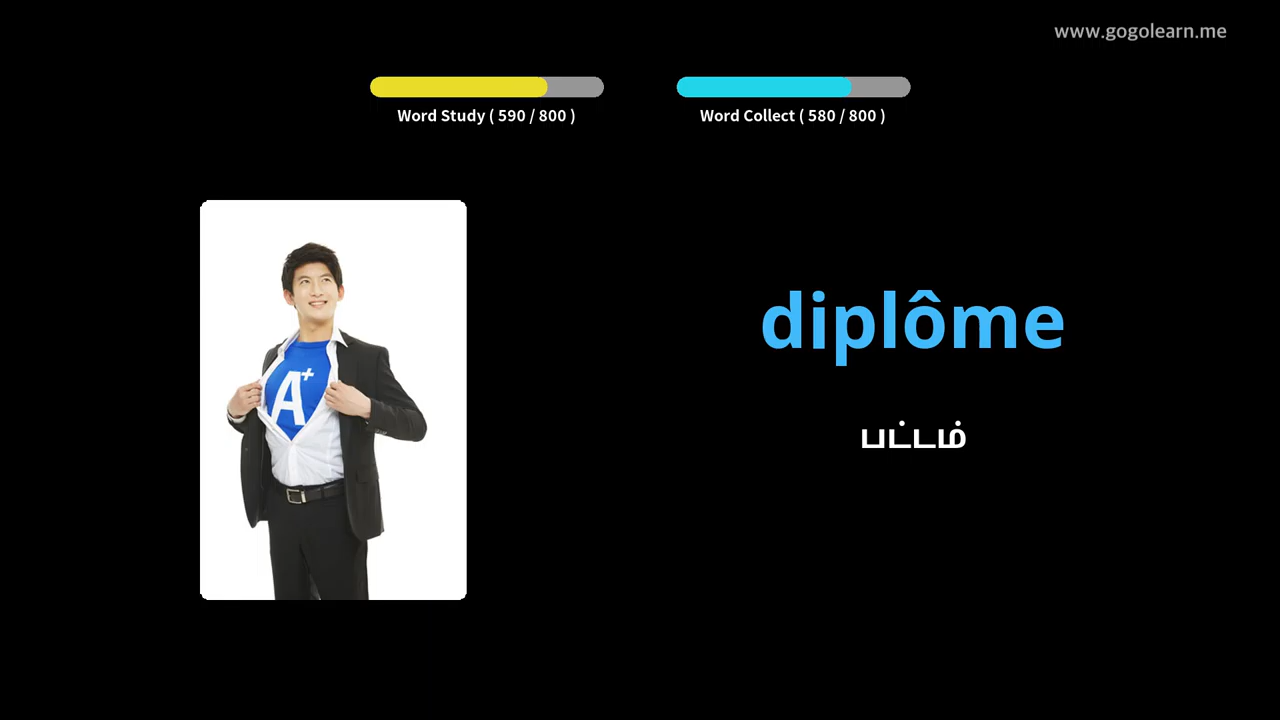 www.gogolearn.me
Word Study ( 590 / 800 )
Word Collect ( 580 / 800 )
A+
diplôme
பட்டம்